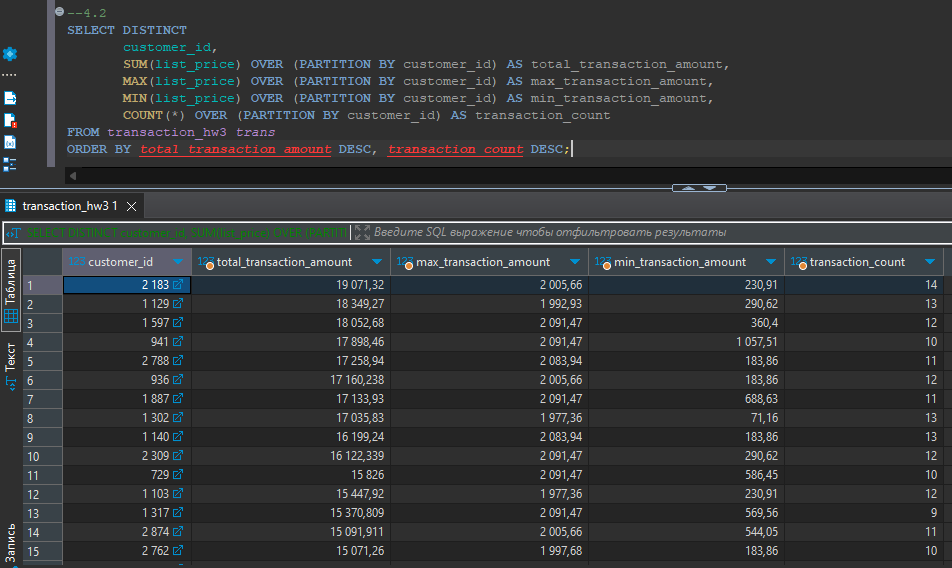 --4.2
SELECT DISTINCT
customer_id,
SUM(list_price) OVER (PARTITION BY customer_id) AS total_transaction_amount,
MAX(list_price) OVER (PARTITION BY customer_id) AS max_transaction_amount,
MIN(list_price) OVER (PARTITION BY customer_id) AS min_transaction_amount,
COUNT(*) OVER (PARTITION BY customer_id) AS transaction_count
FROM transaction_hw3 trans
ORDER BY total_transaction_amount DESC, transaction_count DESC;
transaction_hw3 1
SELECT DISTINCT customer_id, SUM(list_price) OVER (PARTITI Введите SQL выражение чтобы отфильтровать результаты
Таблица
Текст
Запись
123 customer_id 123 total_transaction_amount 123 max_transaction_amount 123 min_transaction_amount 123 transaction_count
1 2 183 19 071,32 2 005,66 230,91 14
2 1 129 18 349,27 1 992,93 290,62 13
3 1 597 18 052,68 2 091,47 360,4 12
4 941 17 898,46 2 091,47 1 057,51 10
5 2 788 17 258,94 2 083,94 183,86 11
6 936 17 160,238 2 005,66 183,86 12
7 1 887 17 133,93 2 091,47 688,63 11
8 1 302 17 035,83 1 977,36 71,16 13
9 1 140 16 199,24 2 083,94 183,86 13
10 2 309 16 122,339 2 091,47 290,62 12
11 729 15 826 2 091,47 586,45 10
12 1 103 15 447,92 1 977,36 230,91 12
13 1 317 15 370,809 2 091,47 569,56 9
14 2 874 15 091,911 2 005,66 544,05 11
15 2 762 15 071,26 1 997,68 183,86 10